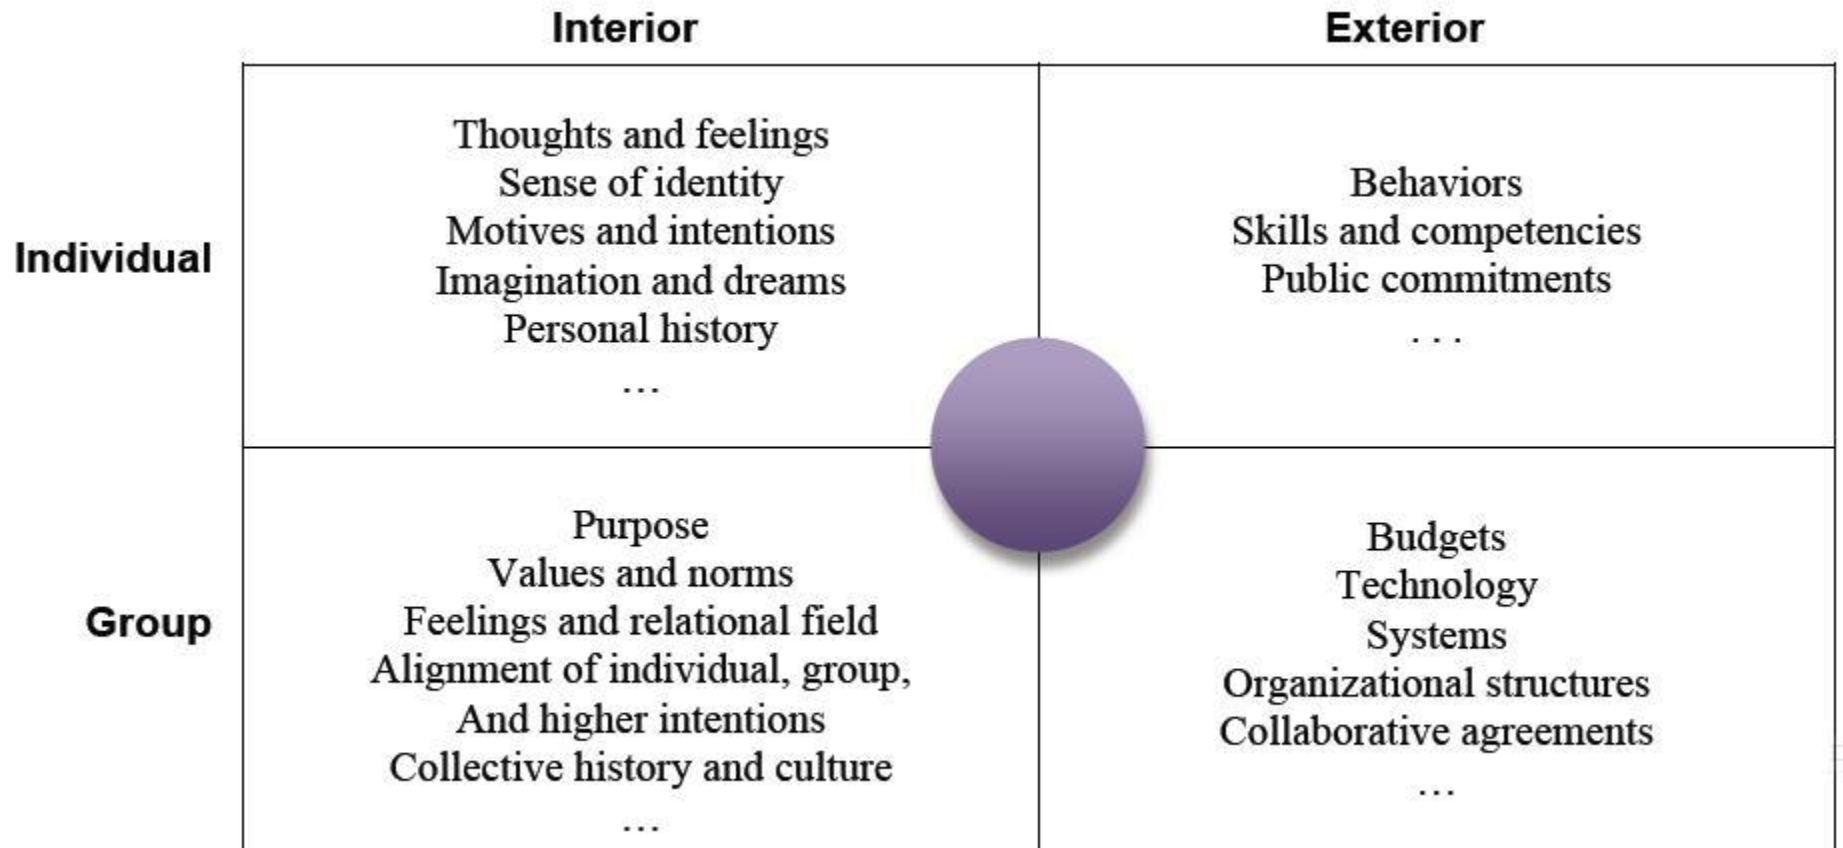 Interior
Exterior
Individual
Thoughts and feelings
Sense of identity
Motives and intentions
Imagination and dreams
Personal history
…
Behaviors
Skills and competencies
Public commitments
. . .
Group
Purpose
Values and norms
Feelings and relational field
Alignment of individual, group,
And higher intentions
Collective history and culture
…
Budgets
Technology
Systems
Organizational structures
Collaborative agreements
…